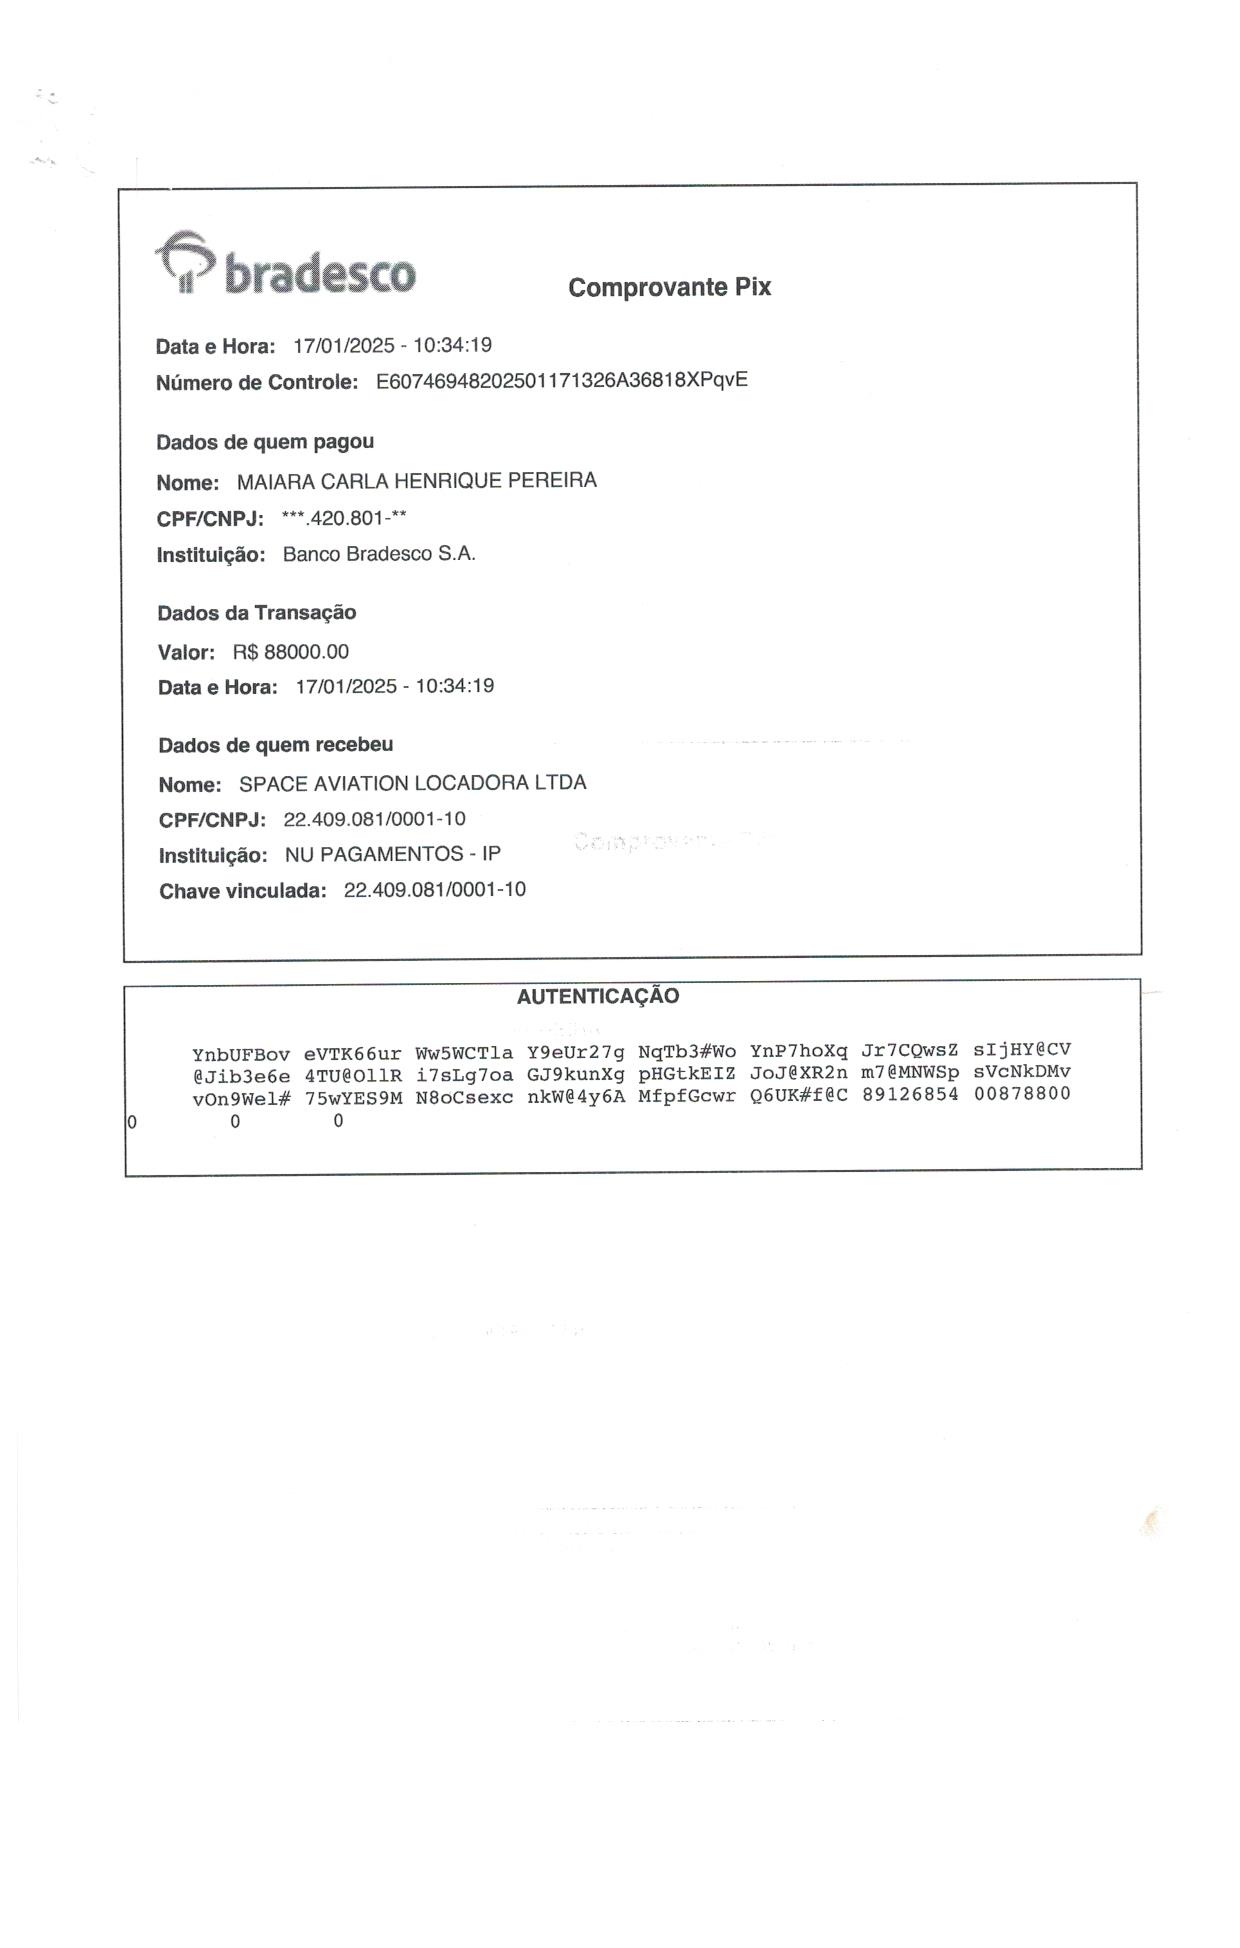 bradesco
Comprovante Pix
Data e Hora: 17/01/2025 - 10:34:19
Número de Controle: E60746948202501171326A36818XPqvE
Dados de quem pagou
Nome: MAIARA CARLA HENRIQUE PEREIRA
CPF/CNPJ: ***.420.801-**
Instituição: Banco Bradesco S.A.
Dados da Transação
Valor: R$ 88000.00
Data e Hora: 17/01/2025 - 10:34:19
Dados de quem recebeu
Nome: SPACE AVIATION LOCADORA LTDA
CPF/CNPJ: 22.409.081/0001-10
Instituição: NU PAGAMENTOS - IP
Chave vinculada: 22.409.081/0001-10
AUTENTICAÇÃO
YnbUFBov eVTK66ur Ww5WCTla Y9eUr27g NqTb3#Wo YnP7hoXq Jr7CQwsZ sIjHY@CV
@Jib3e6e 4TU@OllR i7sLg7oa GJ9kunXg pHGtkEIZ JoJ@XR2n m7@MNWSp sVcNkDMv
vOn9Wel# 75wYES9M N8oCsexc nkW@4y6A MfpfGcwr Q6UK#f@C 89126854 00878800
0 0 0